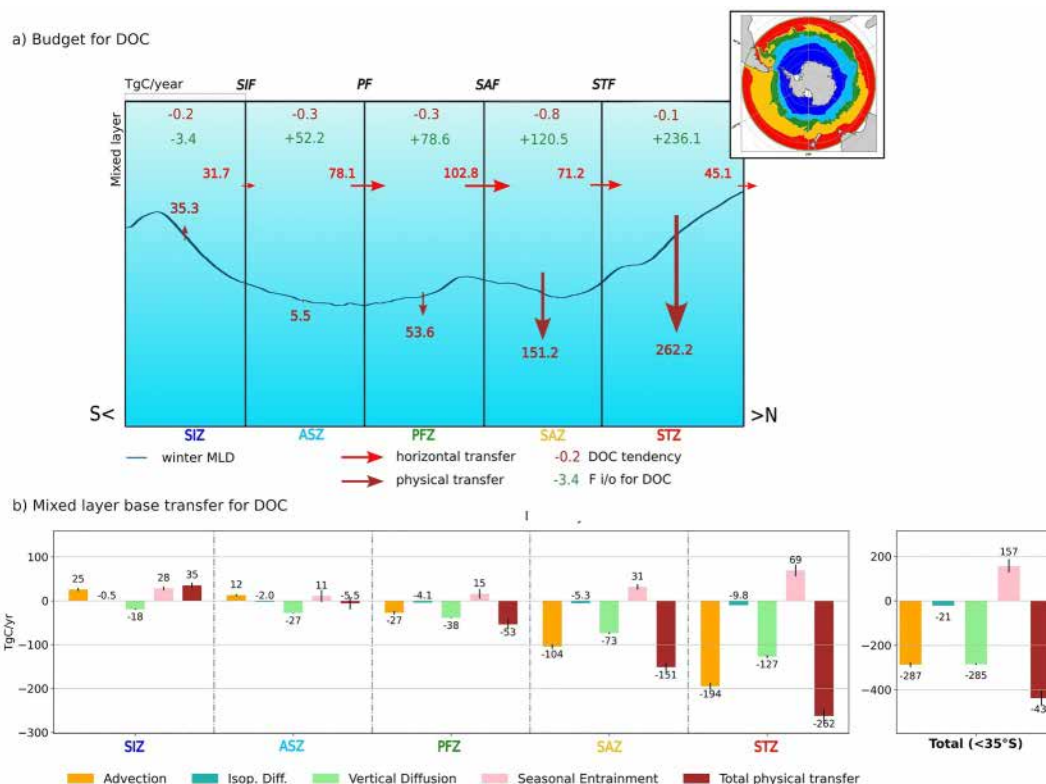 a) Budget for DOC
TgC/year SIF PF SAF STF
Mixed layer
-0.2 -0.3 -0.3 -0.8 -0.1
-3.4 +52.2 +78.6 +120.5 +236.1
31.7 78.1 102.8 71.2 45.1
35.3
5.5 53.6 151.2 262.2
S< >N
SIZ ASZ PFZ SAZ STZ
winter MLD horizontal transfer -0.2 DOC tendency
physical transfer -3.4 F i/o for DOC
b) Mixed layer base transfer for DOC
TgC/yr
100
0
−100
−200
−300
25 -0.5 -18 28 35
12 -2.0 -27 11 -5.5
-27 -4.1 -38 15 -53
-104 -5.3 -73 31 -151
-194 -9.8 -127 69 -262
SIZ ASZ PFZ SAZ STZ
200
0
−200
−400
-287 -21 -285 157
Total (<35°S)
Advection Isop. Diff. Vertical Diffusion Seasonal Entrainment Total physical transfer